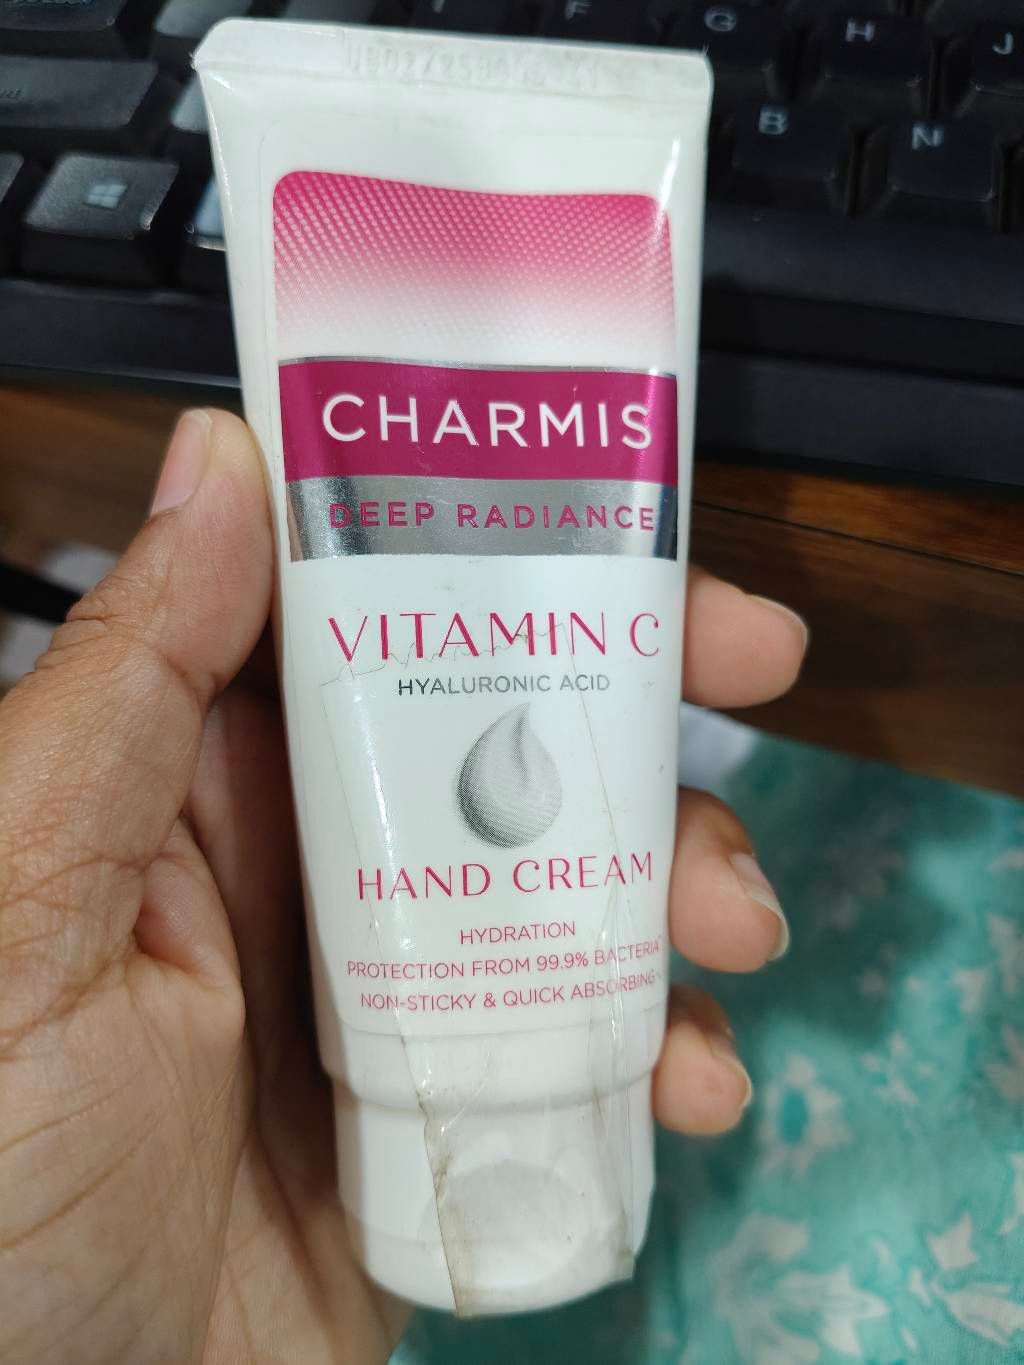 F
G
H
J
B
N
CHARMIS
DEEP RADIANCE
VITAMIN C
HYALURONIC ACID
HAND CREAM
HYDRATION
PROTECTION FROM 99.9% BACTERIA
NON-STICKY & QUICK ABSORBING